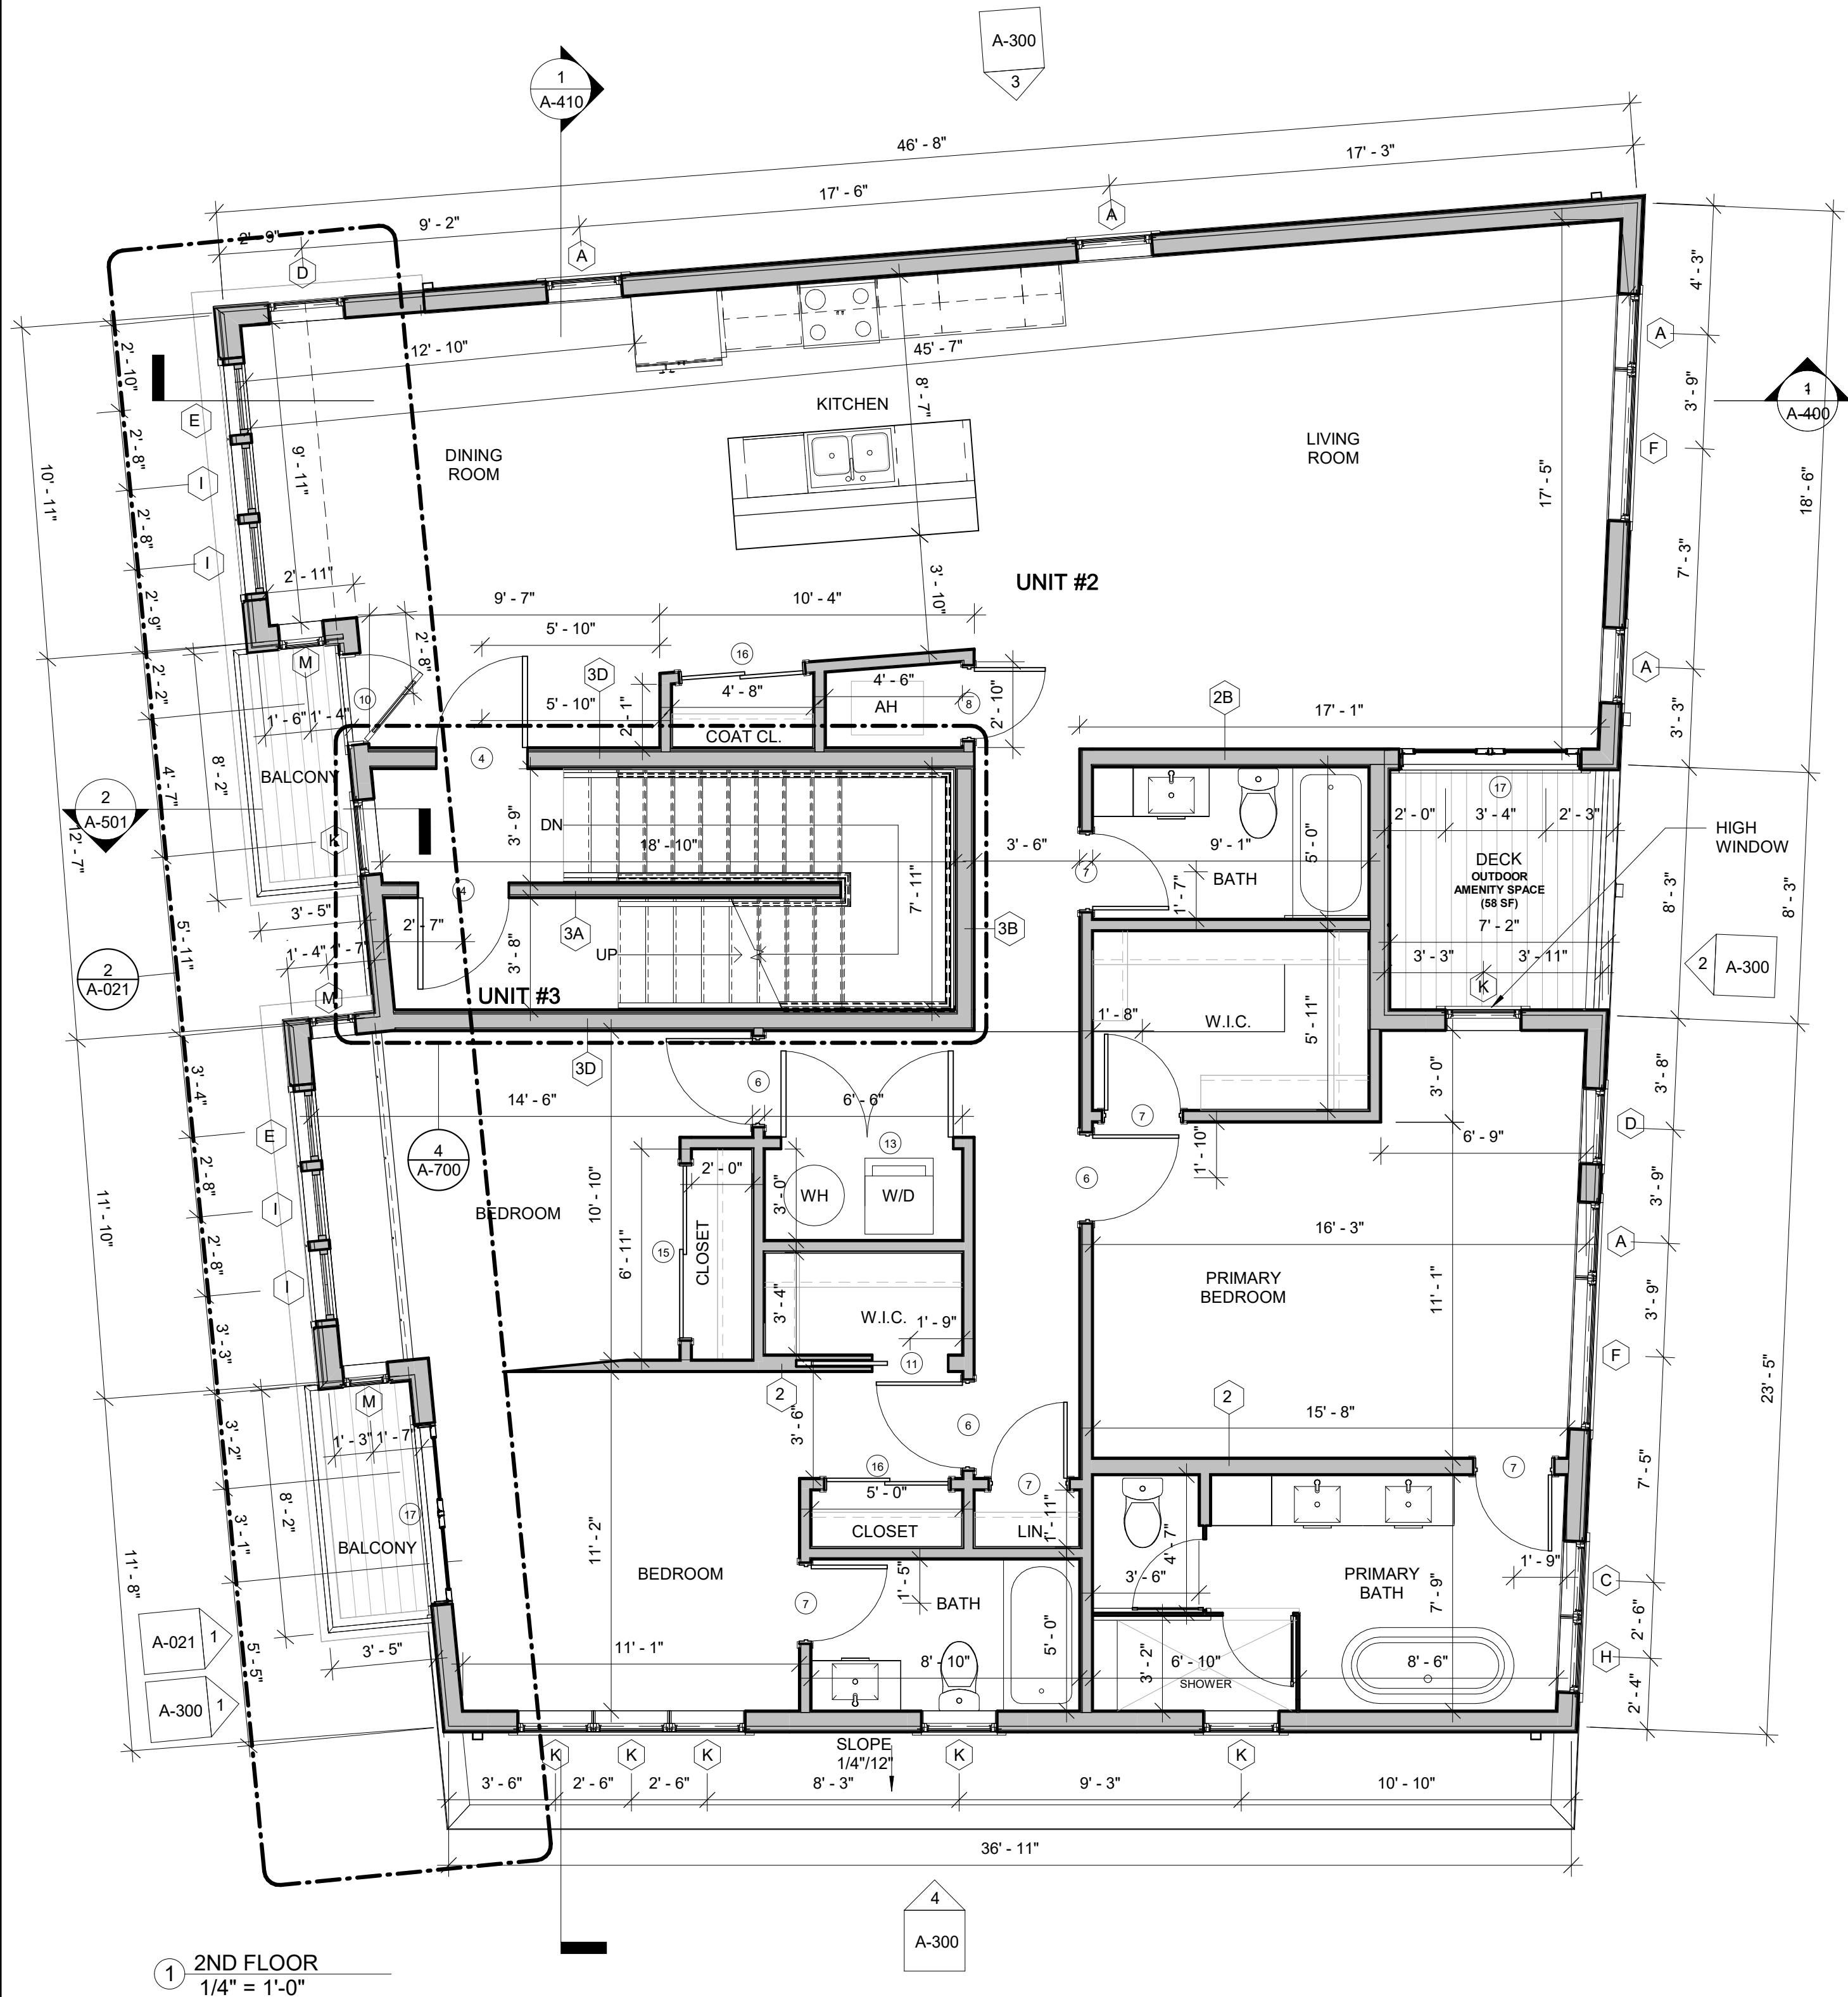 A-300
3
1
A-410
46' - 8"
17' - 3"
17' - 6"
9' - 2"
2' - 9"
A
A
D
4' - 3"
A
3' - 9"
F
1
A-400
18' - 6"
7' - 3"
A
3' - 3"
12' - 10"
45' - 7"
8' - 7"
KITCHEN
DINING
ROOM
LIVING
ROOM
17' - 5"
2' - 10"
E
2' - 8"
I
2' - 8"
I
2' - 9"
10' - 11"
9' - 11"
2' - 11"
3' - 10"
UNIT #2
9' - 7"
10' - 4"
5' - 10"
2' - 8"
M
16
3D
4' - 8"
4' - 6"
AH
8
2' - 10"
5' - 10"
2' - 1"
COAT CL.
10
2' - 2"
1' - 6"
1' - 4"
BALCONY
8' - 2"
4' - 7"
2
A-501
12' - 7"
K
4
4
3' - 9"
DN
18' - 10"
7' - 11"
3' - 6"
2B
17' - 1"
7
9' - 1"
5' - 0"
BATH
1' - 7"
17
2' - 0"
3' - 4"
2' - 3"
HIGH
WINDOW
DECK
OUTDOOR
AMENITY SPACE
(58 SF)
7' - 2"
3' - 3"
3' - 11"
K
8' - 3"
8' - 3"
2
A-300
3' - 5"
2' - 7"
3A
3' - 8"
UP
3B
5' - 11"
1' - 4"
1' - 7"
2
A-021
M
UNIT #3
W.I.C.
5' - 11"
1' - 8"
3D
4
A-700
14' - 6"
6
6' - 6"
13
WH
W/D
3' - 0"
2' - 0"
10' - 10"
BEDROOM
6' - 11"
15
CLOSET
3' - 4"
W.I.C.
1' - 9"
11
3' - 4"
E
2' - 8"
I
2' - 8"
I
3' - 3"
11' - 10"
7
1' - 10"
6
3' - 0"
6' - 9"
16' - 3"
PRIMARY
BEDROOM
11' - 1"
15' - 8"
2
3' - 8"
D
3' - 9"
A
3' - 9"
F
7' - 5"
23' - 5"
2
3' - 6"
6
M
1' - 3"
1' - 7"
3' - 2"
8' - 2"
17
3' - 1"
BALCONY
11' - 8"
3' - 5"
5' - 5"
A-021
1
A-300
1
16
5' - 0"
CLOSET
7
LIN.
1' - 11"
11' - 2"
BEDROOM
7
1' - 5"
BATH
5' - 0"
11' - 1"
8' - 10"
4' - 7"
3' - 6"
3' - 2"
6' - 10"
SHOWER
7
1' - 9"
PRIMARY
BATH
7' - 9"
8' - 6"
C
2' - 6"
H
2' - 4"
K
K
K
SLOPE
1/4"/12"
K
K
3' - 6"
2' - 6"
2' - 6"
8' - 3"
9' - 3"
10' - 10"
36' - 11"
4
A-300
1
2ND FLOOR
1/4" = 1'-0"